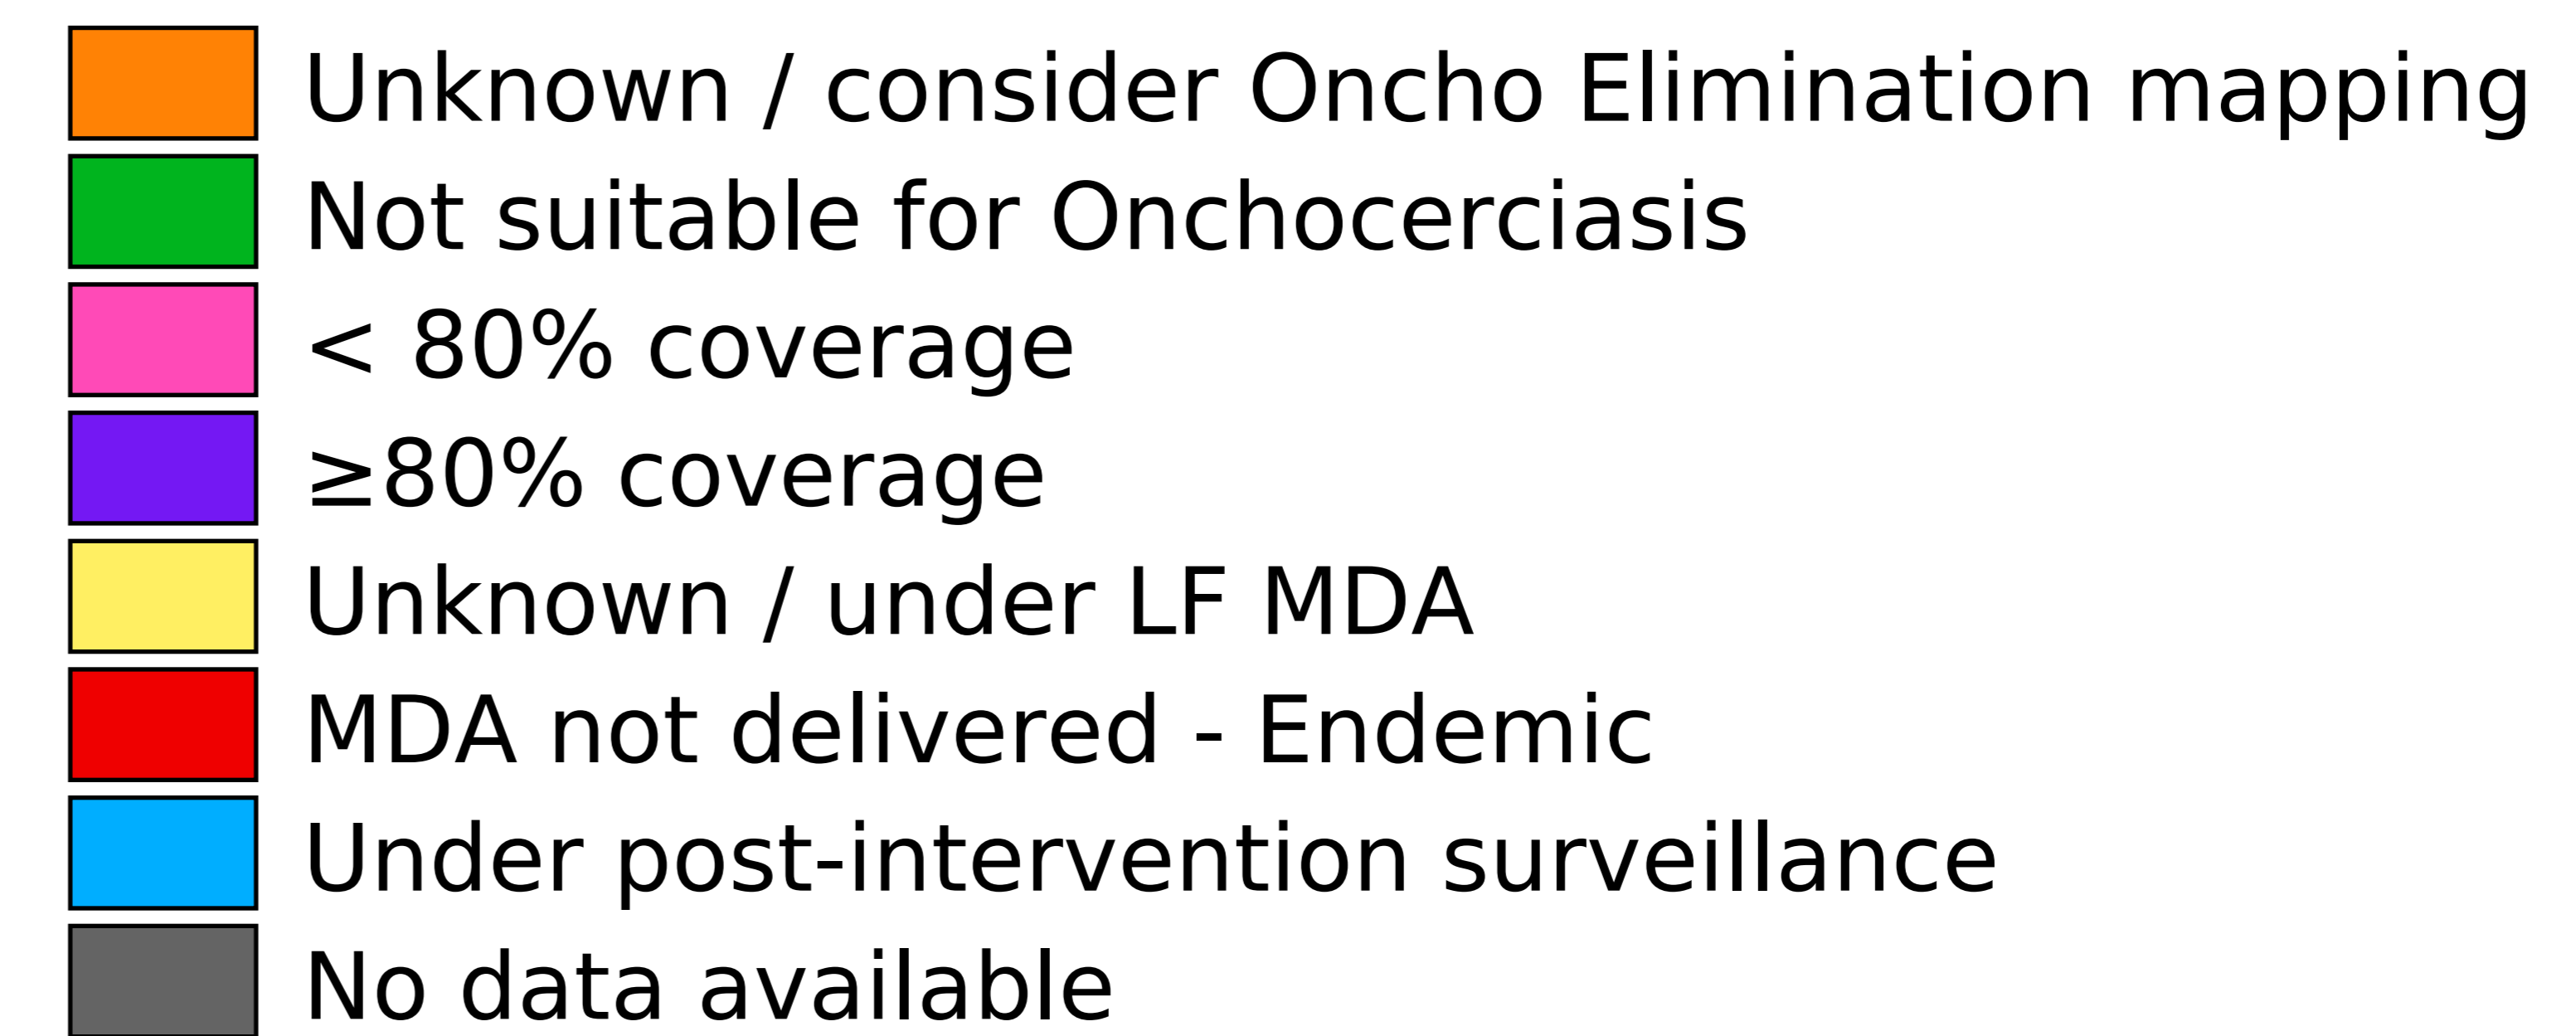 Unknown / consider Oncho Elimination mapping
Not suitable for Onchocerciasis
< 80% coverage
≥80% coverage
Unknown / under LF MDA
MDA not delivered - Endemic
Under post-intervention surveillance
No data available